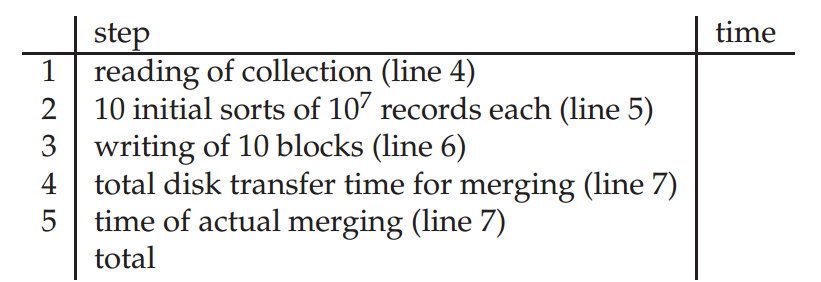 step time
1 reading of collection (line 4)
2 10 initial sorts of 10⁷ records each (line 5)
3 writing of 10 blocks (line 6)
4 total disk transfer time for merging (line 7)
5 time of actual merging (line 7)
total